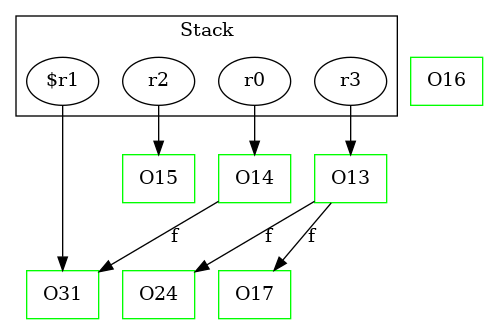 Stack
$r1 r2 r0 r3 O16
O15 O14 O13
f f f
O31 O24 O17